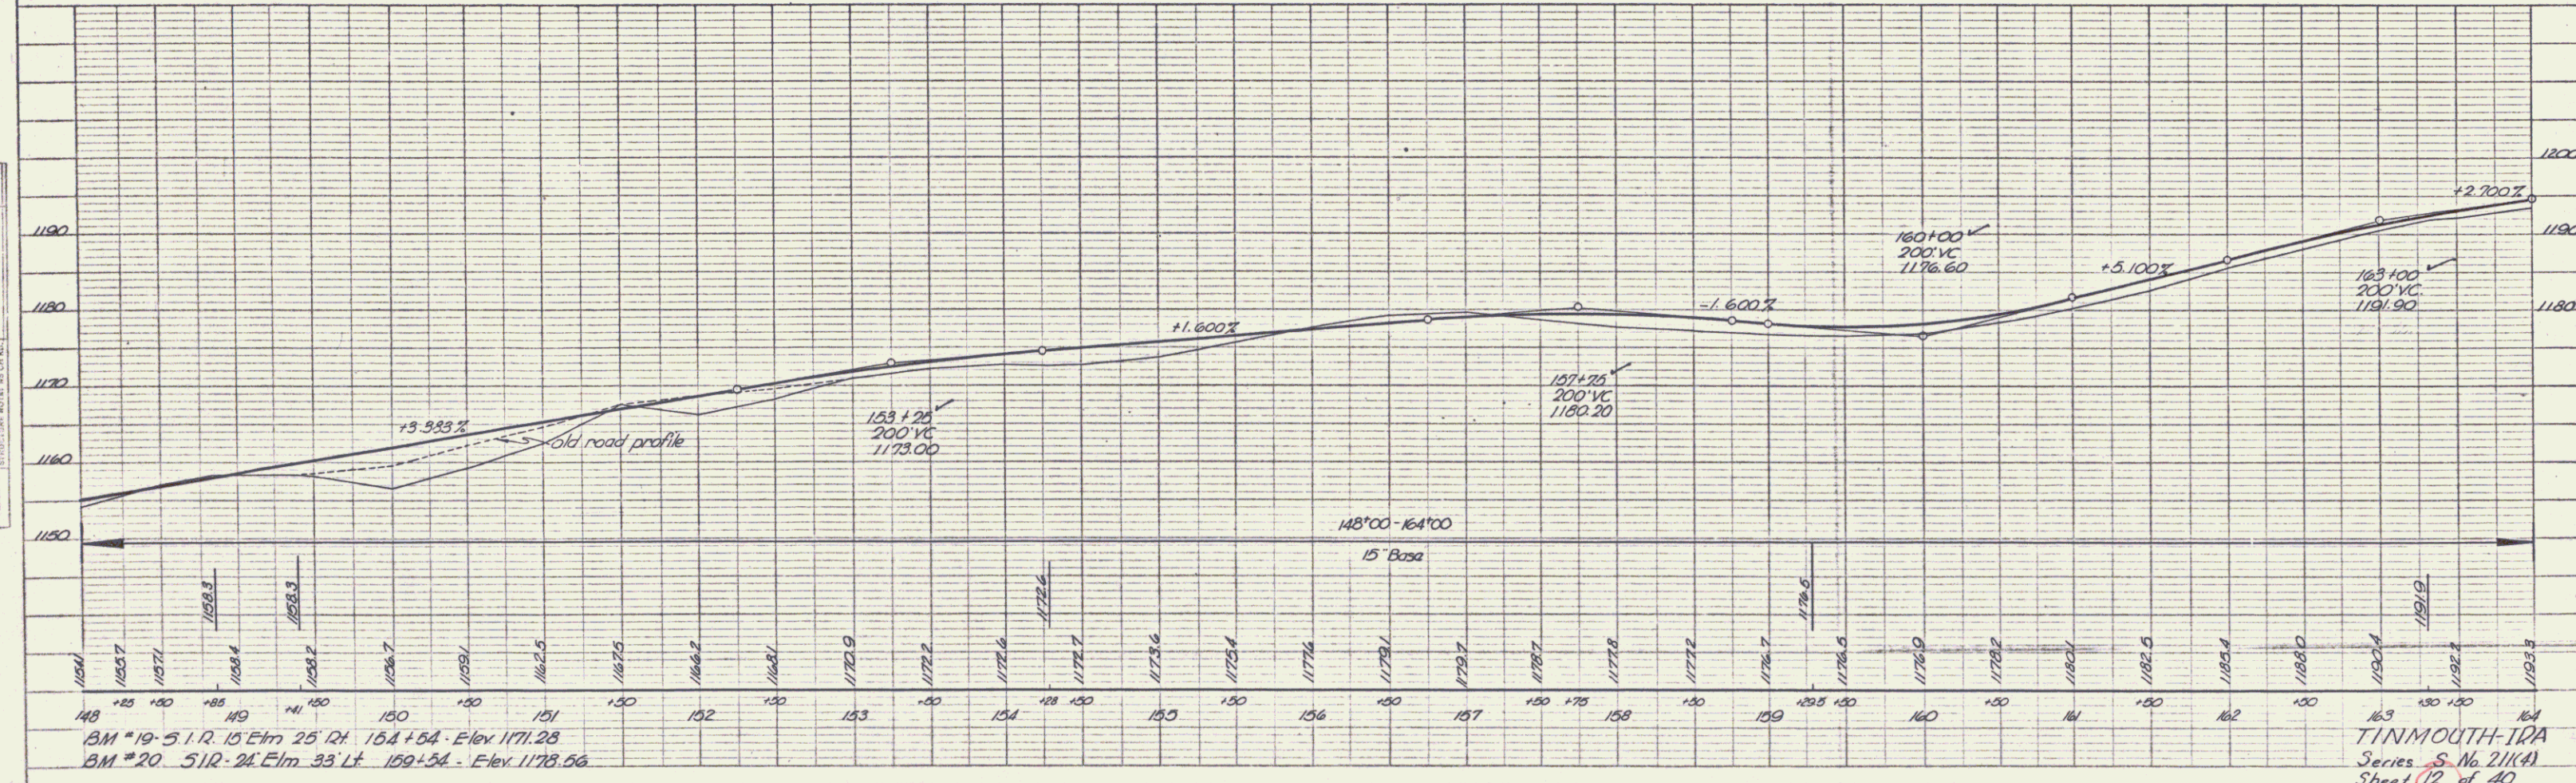 1200
+2.700%
1190
1190
160+00
200'VC
1176.60
+5.100%
163+00
200'VC.
1191.90
1180
1180
-1.600%
+1.600%
157+75
200'VC
1180.20
1170
153+25
200'VC
1173.00
+3.383%
old road profile
1160
148+00-164+00
1150
15" Base
1158.3
1158.3
1172.6
1176.5
1191.9
1154.1 1155.7 1157.1 1158.4 1158.2 1156.7 1159.1 1162.5 1167.5 1166.2 1168.1 1170.9 1172.2 1172.6 1172.7 1173.6 1175.4 1177.6 1179.1 1179.7 1178.7 1177.8 1177.2 1176.7 1176.5 1176.9 1178.2 1180.1 1182.5 1185.4 1188.0 1190.4 1192.2 1193.3
148 +25 +50 +85 149 +41 +50 150 +50 151 +50 152 +50 153 +50 154 +28 +50 155 +50 156 +50 157 +50 +75 158 +50 159 +29.5 +50 160 +50 161 +50 162 +50 163 +30 +50 164
BM #19-S.I.R. 15" Elm 25' Rt. 154+54 - Elev. 1171.28
BM #20 SIR-24" Elm 33' Lt 159+54 - Elev. 1178.56
TINMOUTH-IRA
Series S No. 211(4)
Sheet 12 of 40